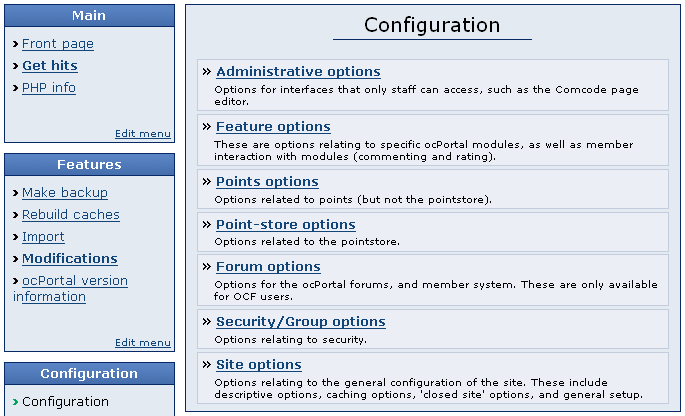 Main
› Front page
› Get hits
› PHP info
Edit menu
Features
› Make backup
› Rebuild caches
› Import
› Modifications
› ocPortal version
information
Edit menu
Configuration
› Configuration
Configuration
» Administrative options
Options for interfaces that only staff can access, such as the Comcode page
editor.
» Feature options
These are options relating to specific ocPortal modules, as well as member
interaction with modules (commenting and rating).
» Points options
Options related to points (but not the pointstore).
» Point-store options
Options related to the pointstore.
» Forum options
Options for the ocPortal forums, and member system. These are only available
for OCF users.
» Security/Group options
Options relating to security.
» Site options
Options relating to the general configuration of the site. These include
descriptive options, caching options, 'closed site' options, and general setup.